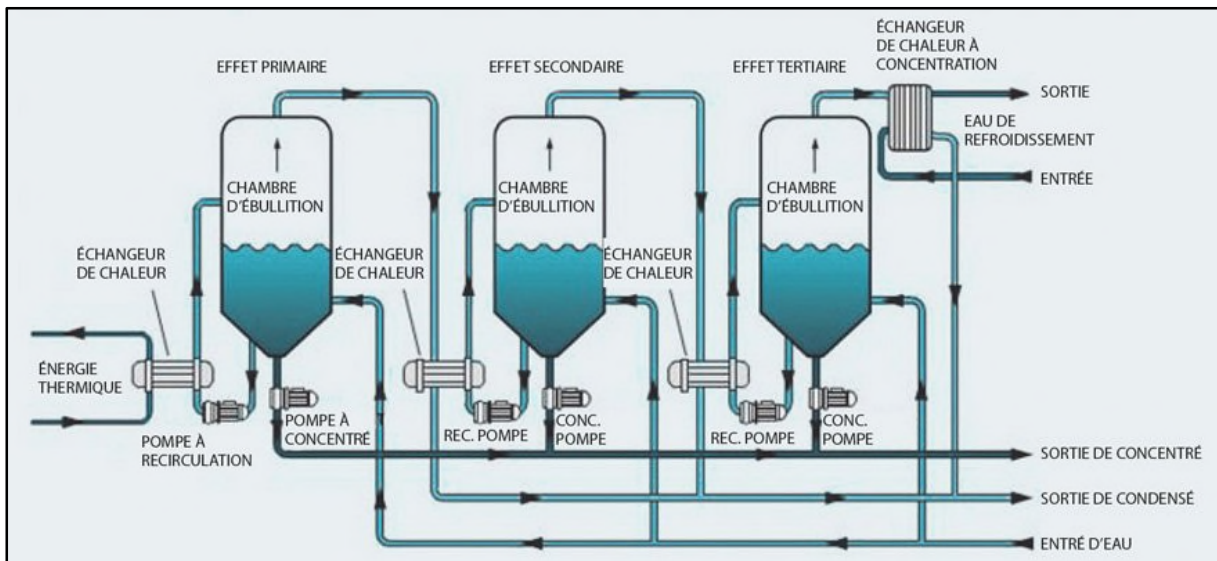 ÉCHANGEUR
DE CHALEUR À
CONCENTRATION
EFFET PRIMAIRE
EFFET SECONDAIRE
EFFET TERTIAIRE
SORTIE
EAU DE
REFROIDISSEMENT
ENTRÉE
CHAMBRE
D'ÉBULLITION
CHAMBRE
D'ÉBULLITION
CHAMBRE
D'ÉBULLITION
ÉCHANGEUR
DE CHALEUR
ÉCHANGEUR
DE CHALEUR
ÉCHANGEUR
DE CHALEUR
ÉNERGIE
THERMIQUE
POMPE À
RECIRCULATION
POMPE À
CONCENTRÉ
REC. POMPE
CONC.
POMPE
REC. POMPE
CONC.
POMPE
SORTIE DE CONCENTRÉ
SORTIE DE CONDENSÉ
ENTRÉ D'EAU